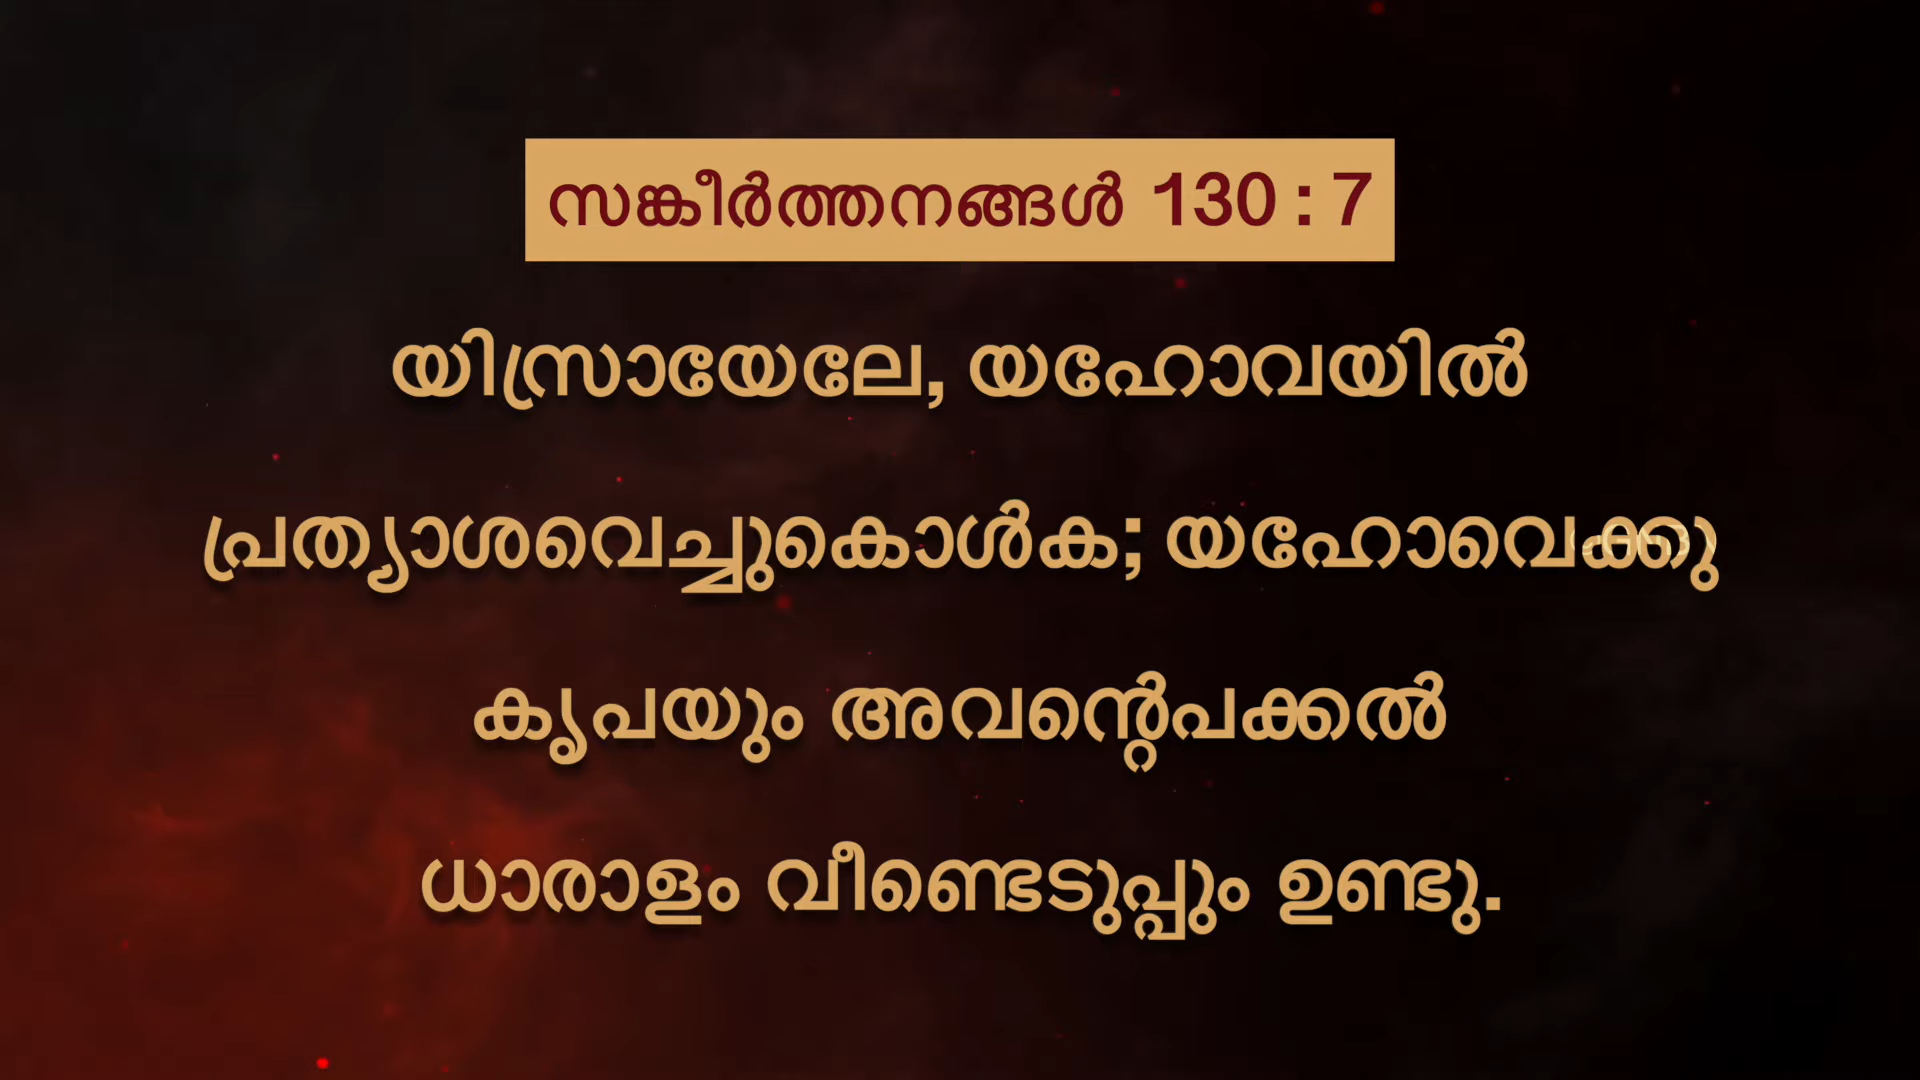 സങ്കീർത്തനങ്ങൾ 130 : 7
യിസ്രായേലേ, യഹോവയിൽ
പ്രത്യാശവെച്ചുകൊൾക; യഹോവെക്കു
കൃപയും അവന്റെപക്കൽ
ധാരാളം വീണ്ടെടുപ്പും ഉണ്ടു.